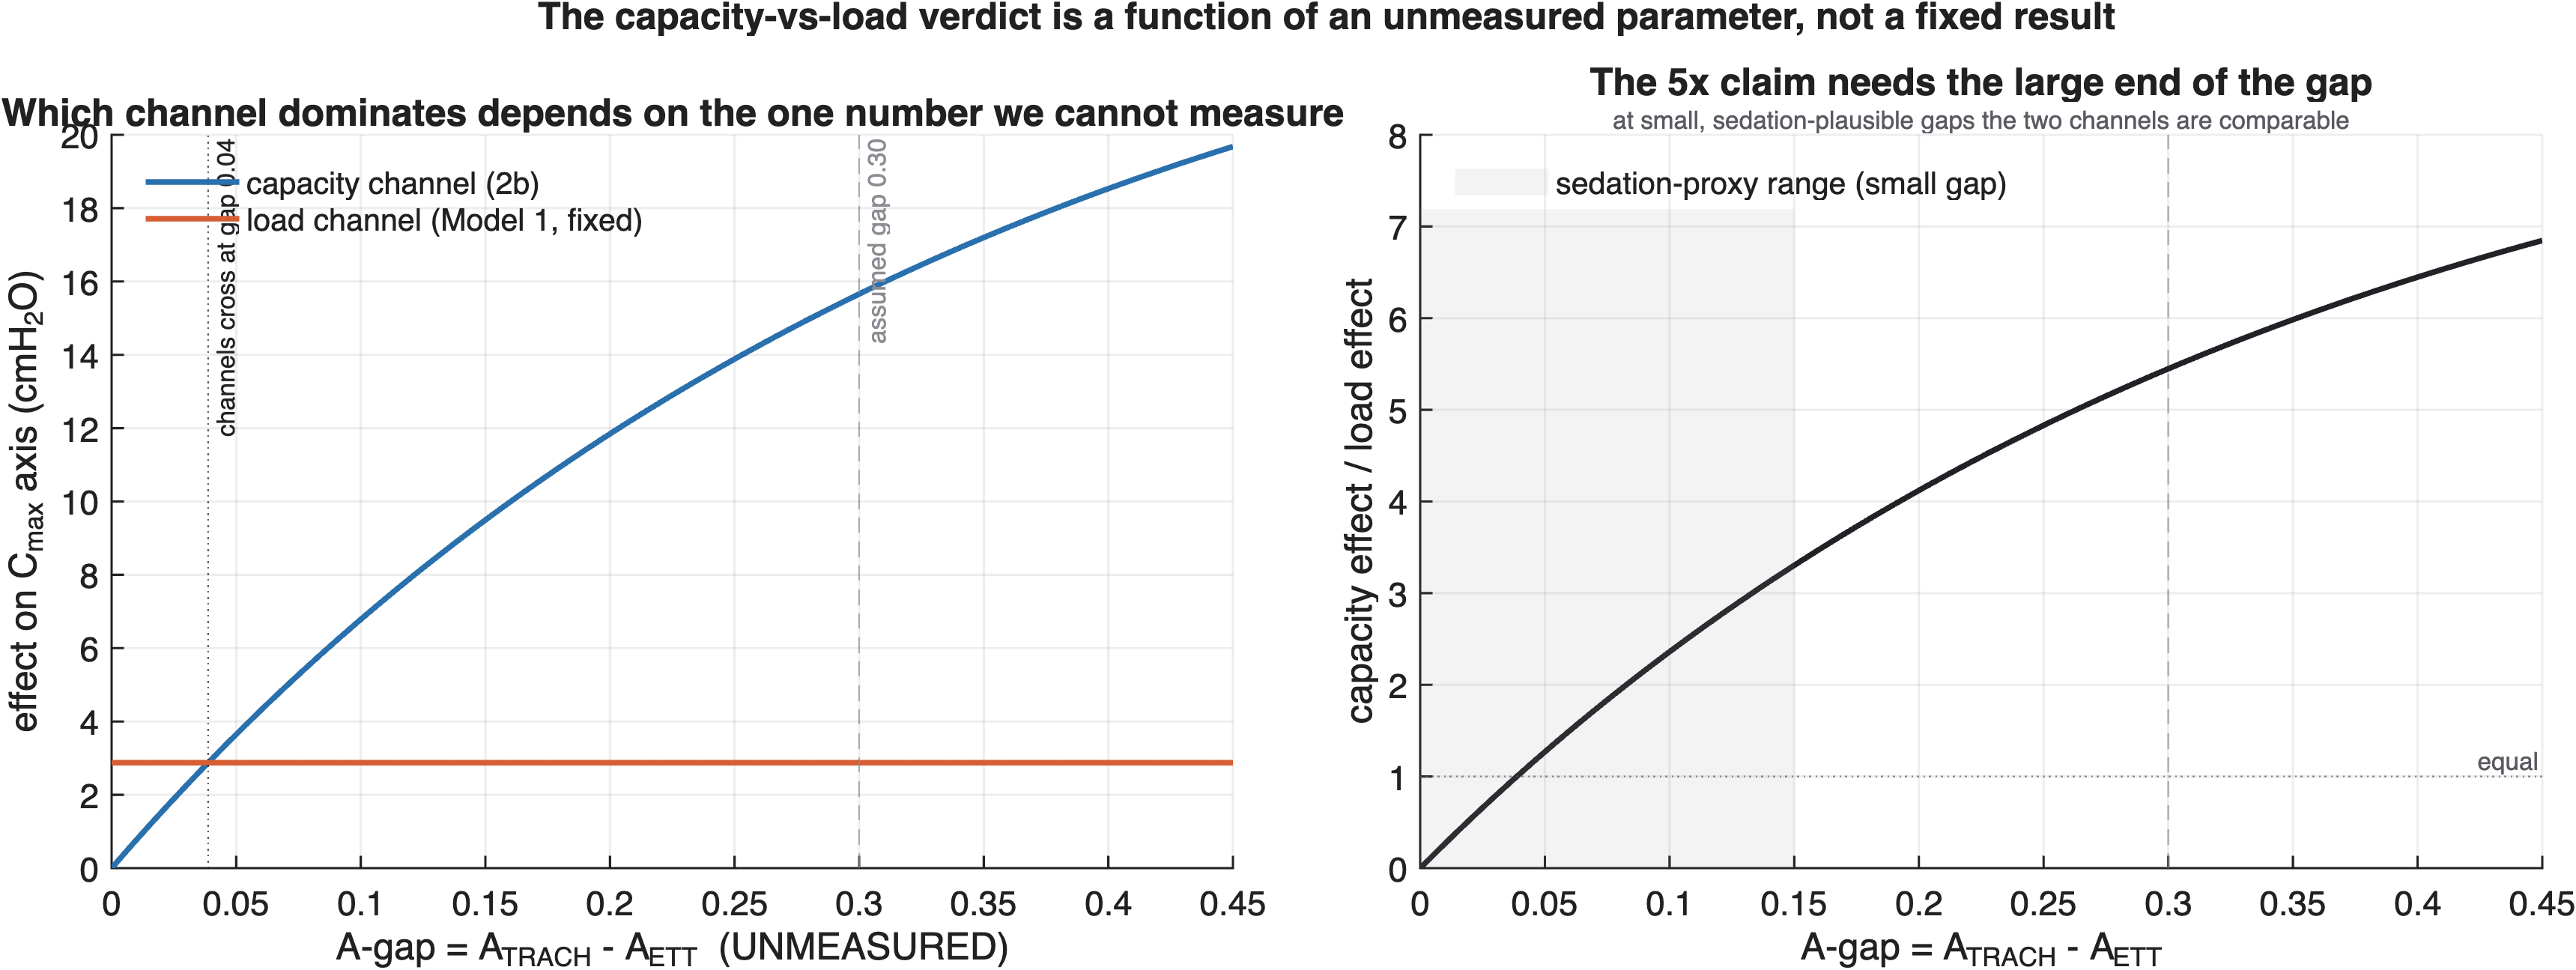 The capacity-vs-load verdict is a function of an unmeasured parameter, not a fixed result
Which channel dominates depends on the one number we cannot measure
effect on Cmax axis (cmH2O)
20
18
16
14
12
10
8
6
4
2
0
channels cross at gap 0.04
capacity channel (2b)
load channel (Model 1, fixed)
assumed gap 0.30
0 0.05 0.1 0.15 0.2 0.25 0.3 0.35 0.4 0.45
A-gap = ATRACH - AETT (UNMEASURED)
The 5x claim needs the large end of the gap
at small, sedation-plausible gaps the two channels are comparable
capacity effect / load effect
8
7
6
5
4
3
2
1
0
sedation-proxy range (small gap)
equal
0 0.05 0.1 0.15 0.2 0.25 0.3 0.35 0.4 0.45
A-gap = ATRACH - AETT